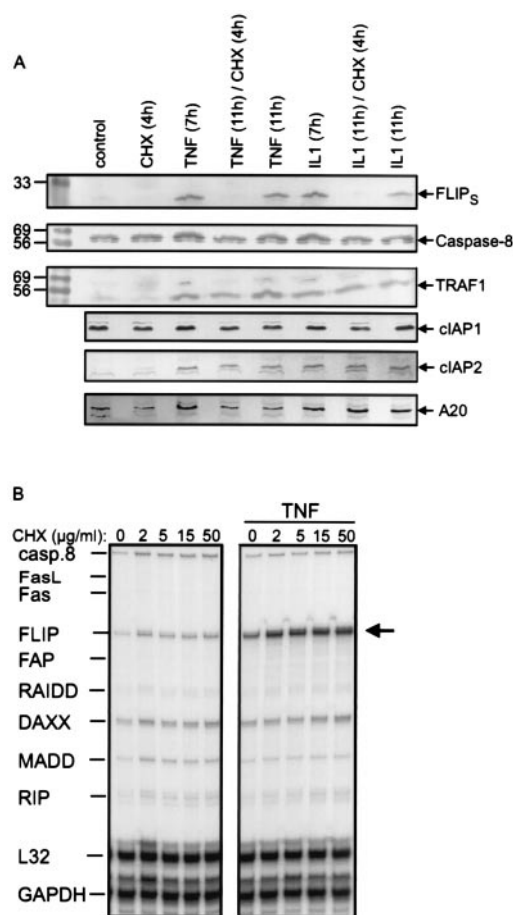 A
control
CHX (4h)
TNF (7h)
TNF (11h) / CHX (4h)
TNF (11h)
IL1 (7h)
IL1 (11h) / CHX (4h)
IL1 (11h)
33
FLIPS
69
56
Caspase-8
69
56
TRAF1
cIAP1
cIAP2
A20
B
TNF
CHX (μg/ml): 0 2 5 15 50 0 2 5 15 50
casp.8
FasL
Fas
FLIP
FAP
RAIDD
DAXX
MADD
RIP
L32
GAPDH